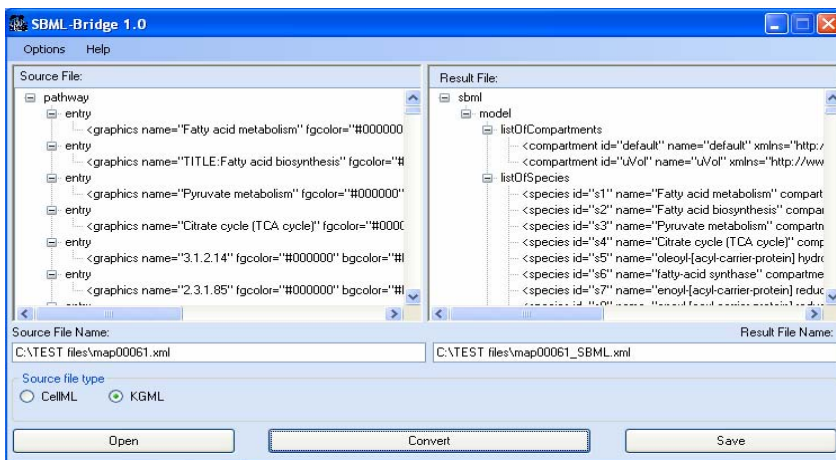 SBML-Bridge 1.0
Options Help
Source File:
pathway
entry
<graphics name="Fatty acid metabolism" fgcolor="#000000
entry
<graphics name="TITLE:Fatty acid biosynthesis" fgcolor="#
entry
<graphics name="Pyruvate metabolism" fgcolor="#000000"
entry
<graphics name="Citrate cycle (TCA cycle)" fgcolor="#000
entry
<graphics name="3.1.2.14" fgcolor="#000000" bgcolor="#
entry
<graphics name="2.3.1.85" fgcolor="#000000" bgcolor="#
Result File:
sbml
model
listOfCompartments
<compartment id="default" name="default" xmlns="http:/
<compartment id="uVol" name="uVol" xmlns="http://www
listOfSpecies
<species id="s1" name="Fatty acid metabolism" compart
<species id="s2" name="Fatty acid biosynthesis" compar
<species id="s3" name="Pyruvate metabolism" compartm
<species id="s4" name="Citrate cycle (TCA cycle)" comp
<species id="s5" name="oleoyl-[acyl-carrier-protein] hydro
<species id="s6" name="fatty-acid synthase" compartme
<species id="s7" name="enoyl-[acyl-carrier-protein] reduc
Source File Name:
Result File Name:
C:\TEST files\map00061.xml
C:\TEST files\map00061_SBML.xml
Source file type
CellML KGML
Open
Convert
Save